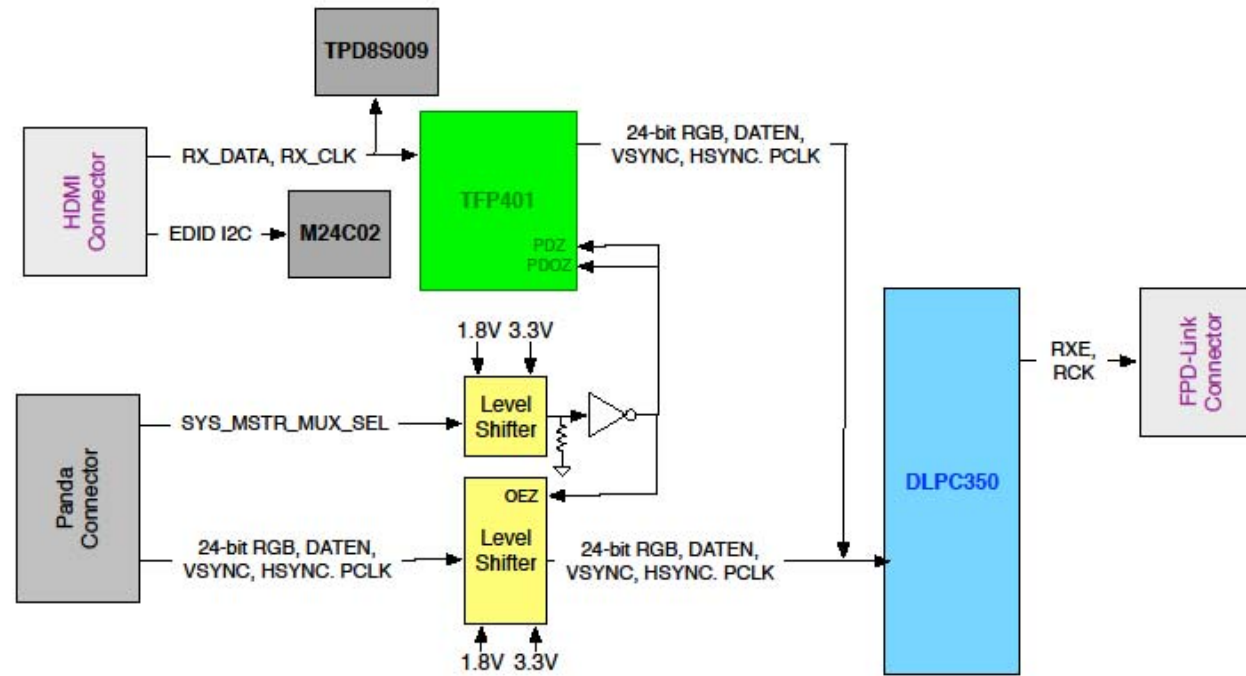 TPD8S009
HDMI
Connector
RX_DATA, RX_CLK
EDID I2C
M24C02
TFP401
PDZ
PDOZ
24-bit RGB, DATEN,
VSYNC, HSYNC. PCLK
1.8V 3.3V
Panda
Connector
SYS_MSTR_MUX_SEL
Level
Shifter
24-bit RGB, DATEN,
VSYNC, HSYNC. PCLK
OEZ
Level
Shifter
1.8V 3.3V
24-bit RGB, DATEN,
VSYNC, HSYNC. PCLK
DLPC350
RXE,
RCK
FPD-Link
Connector